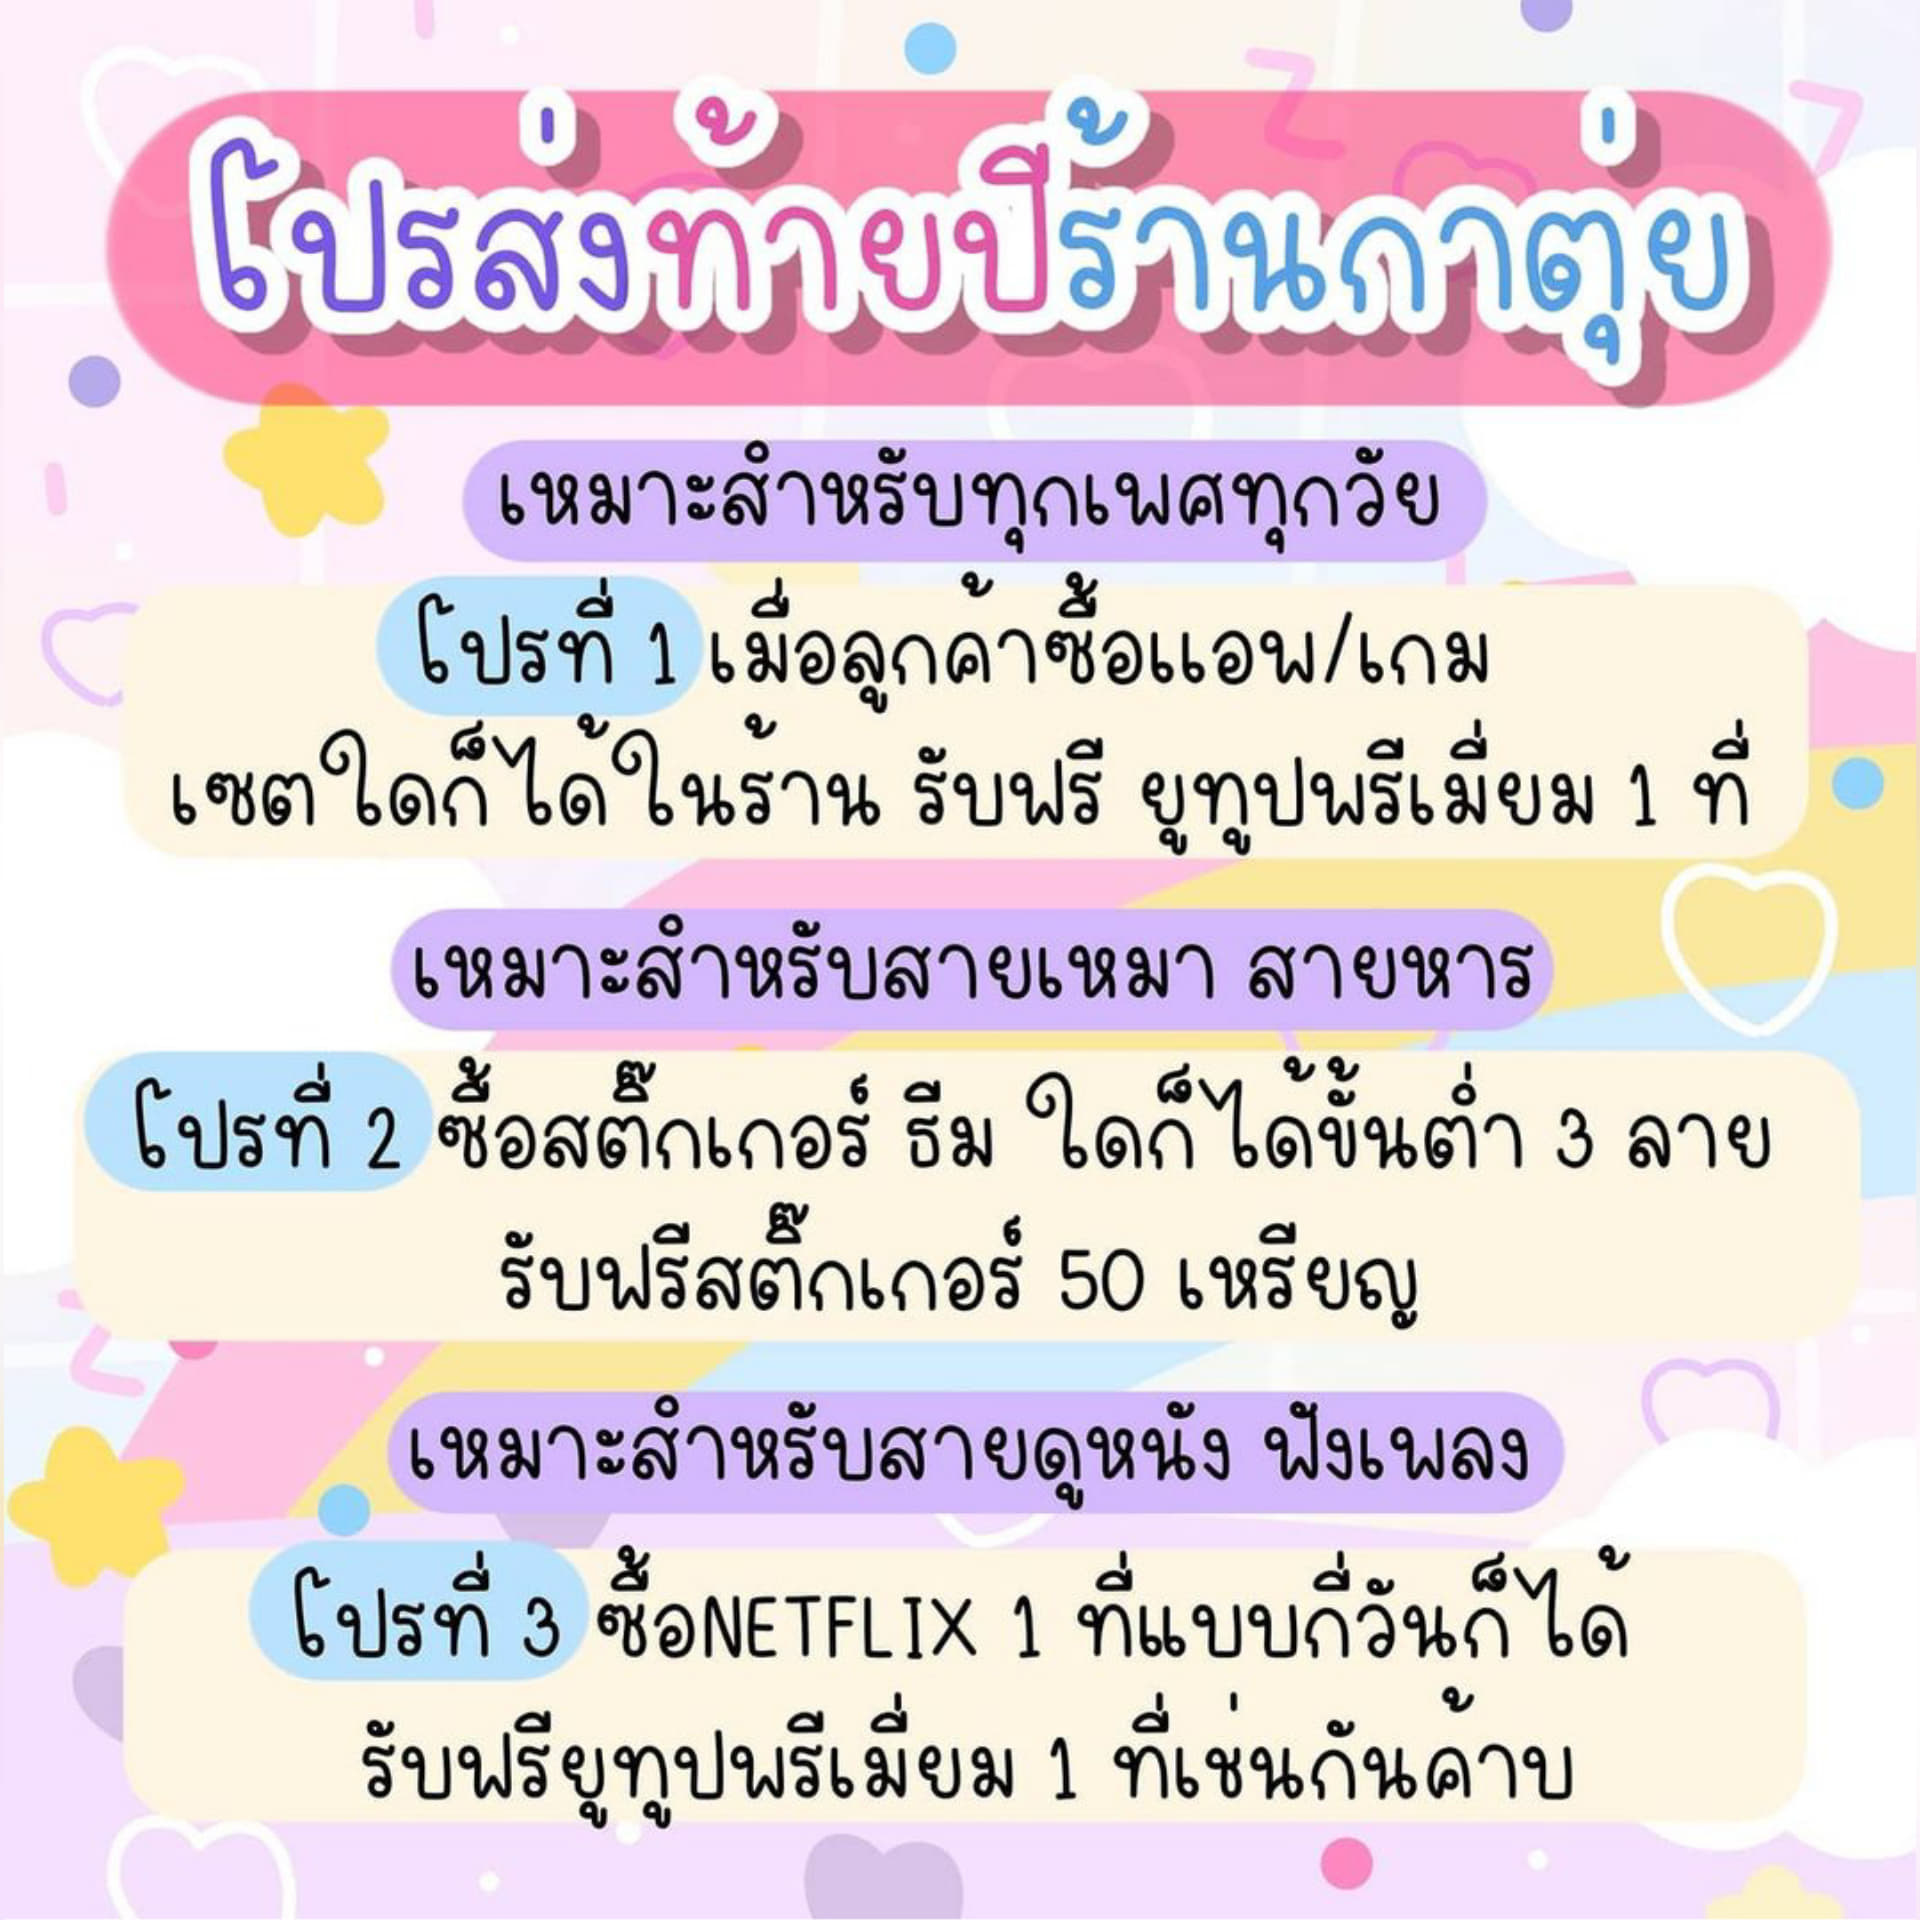 โปรส่งท้ายปีร้านกาตุ่ย
เหมาะสำหรับทุกเพศทุกวัย
โปรที่ 1 เมื่อลูกค้าซื้อแอพ/เกม
เซตใดก็ได้ในร้าน รับฟรี ยูทูปพรีเมี่ยม 1 ที่
เหมาะสำหรับสายเหมา สายหาร
โปรที่ 2 ซื้อสติ๊กเกอร์ ธีม ใดก็ได้ขั้นต่ำ 3 ลาย
รับฟรีสติ๊กเกอร์ 50 เหรียญ
เหมาะสำหรับสายดูหนัง ฟังเพลง
โปรที่ 3 ซื้อNETFLIX 1 ที่แบบกี่วันก็ได้
รับฟรียูทูปพรีเมี่ยม 1 ที่เช่นกันค้าบ